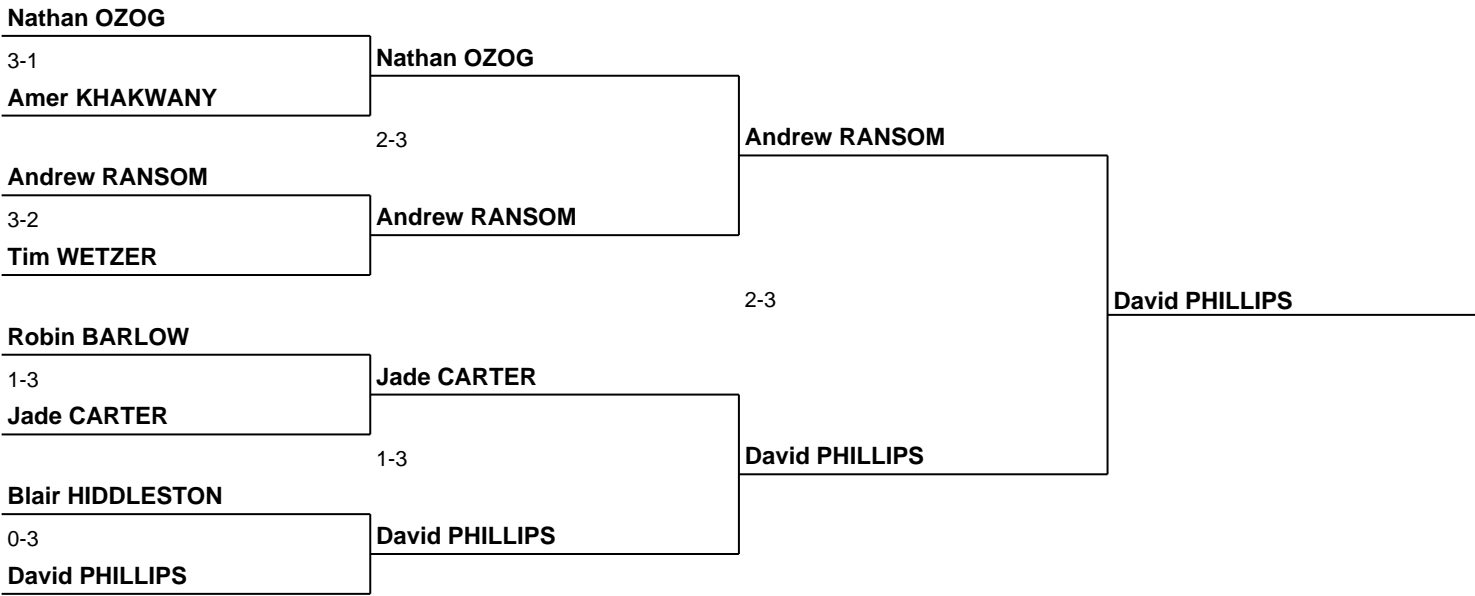 Nathan OZOG
3-1
Nathan OZOG
Amer KHAKWANY
2-3
Andrew RANSOM
Andrew RANSOM
3-2
Andrew RANSOM
Tim WETZER
2-3
David PHILLIPS
Robin BARLOW
1-3
Jade CARTER
Jade CARTER
1-3
David PHILLIPS
Blair HIDDLESTON
0-3
David PHILLIPS
David PHILLIPS